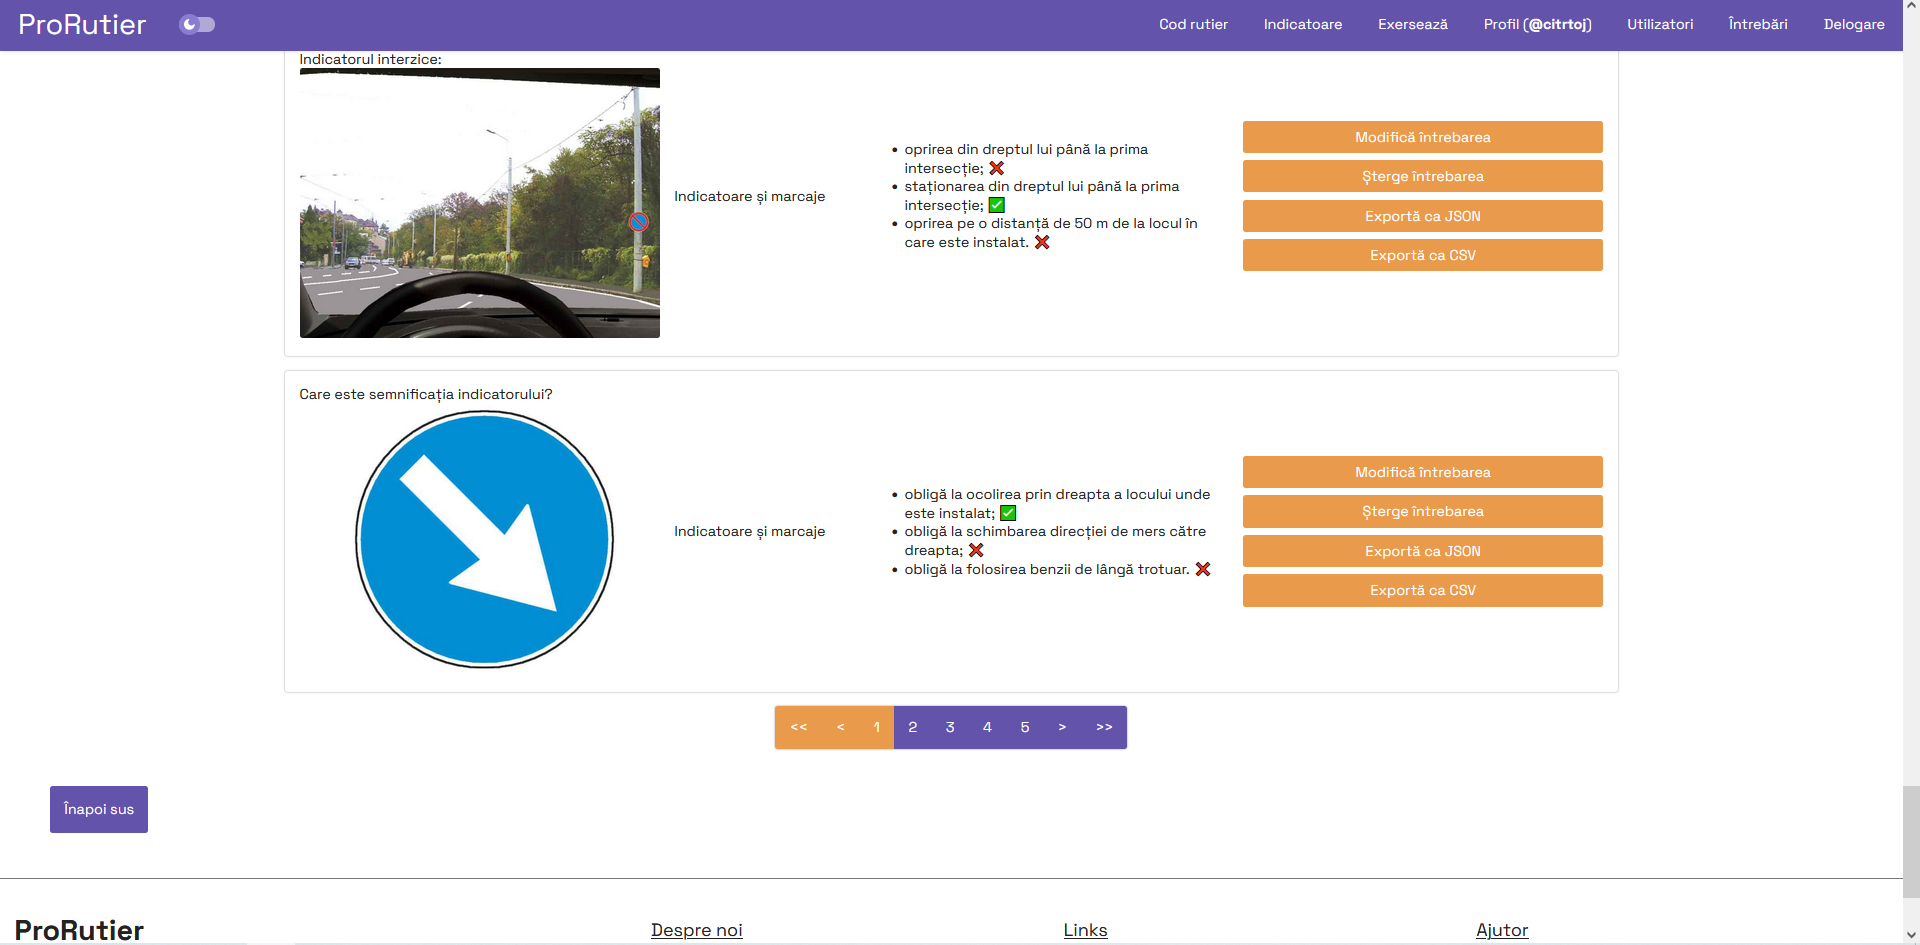 ProRutier
Cod rutier
Indicatoare
Exersează
Profil (@citrtoj)
Utilizatori
Întrebări
Delogare
Indicatorul interzice:
Indicatoare și marcaje
oprirea din dreptul lui până la prima
intersecție; ❌
staționarea din dreptul lui până la prima
intersecție; ✅
oprirea pe o distanță de 50 m de la locul în
care este instalat. ❌
Modifică întrebarea
Șterge întrebarea
Exportă ca JSON
Exportă ca CSV
Care este semnificația indicatorului?
Indicatoare și marcaje
obligă la ocolirea prin dreapta a locului unde
este instalat; ✅
obligă la schimbarea direcției de mers către
dreapta; ❌
obligă la folosirea benzii de lângă trotuar. ❌
Modifică întrebarea
Șterge întrebarea
Exportă ca JSON
Exportă ca CSV
<< < 1 2 3 4 5 > >>
Înapoi sus
ProRutier
Despre noi
Links
Ajutor